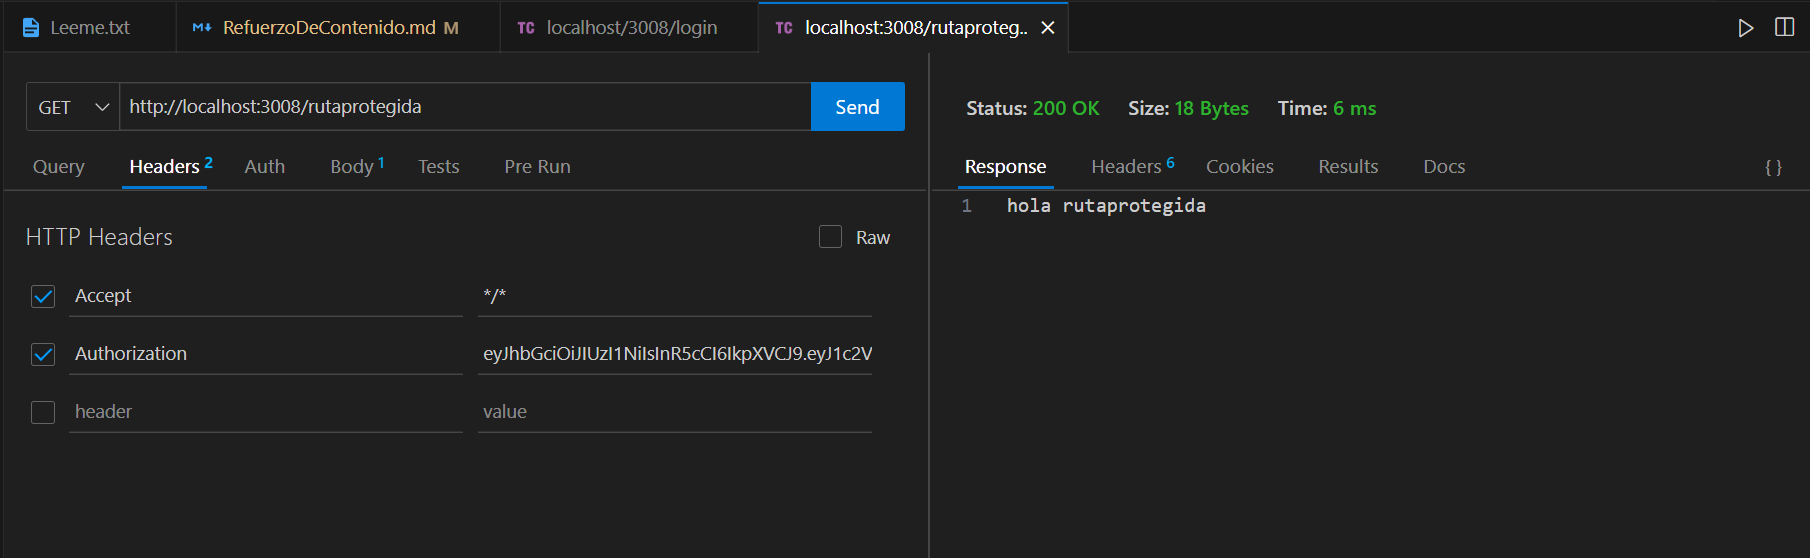 Leeme.txt
RefuerzoDeContenido.md M
TC localhost/3008/login
TC localhost:3008/rutaproteg..
GET http://localhost:3008/rutaprotegida Send
Query Headers 2 Auth Body 1 Tests Pre Run
HTTP Headers Raw
Accept */*
Authorization eyJhbGciOiJIUzI1NiIsInR5cCI6IkpXVCJ9.eyJ1c2V
header value
Status: 200 OK Size: 18 Bytes Time: 6 ms
Response Headers 6 Cookies Results Docs { }
1 hola rutaprotegida